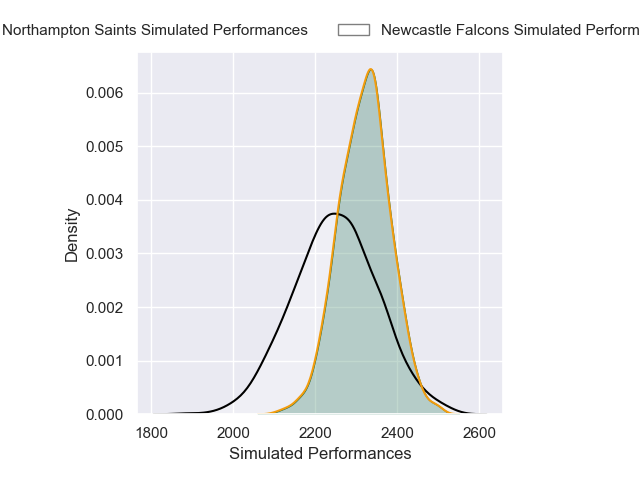 Northampton Saints Simulated Performances
Newcastle Falcons Simulated Perform
0.006
0.005
0.004
0.003
0.002
0.001
0.000
Density
1800 2000 2200 2400 2600
Simulated Performances